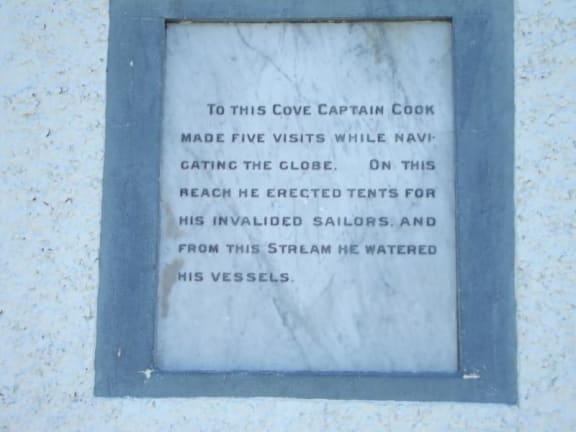 TO THIS COVE CAPTAIN COOK
MADE FIVE VISITS WHILE NAVI-
GATING THE GLOBE. ON THIS
REACH HE ERECTED TENTS FOR
HIS INVALIDED SAILORS, AND
FROM THIS STREAM HE WATERED
HIS VESSELS.